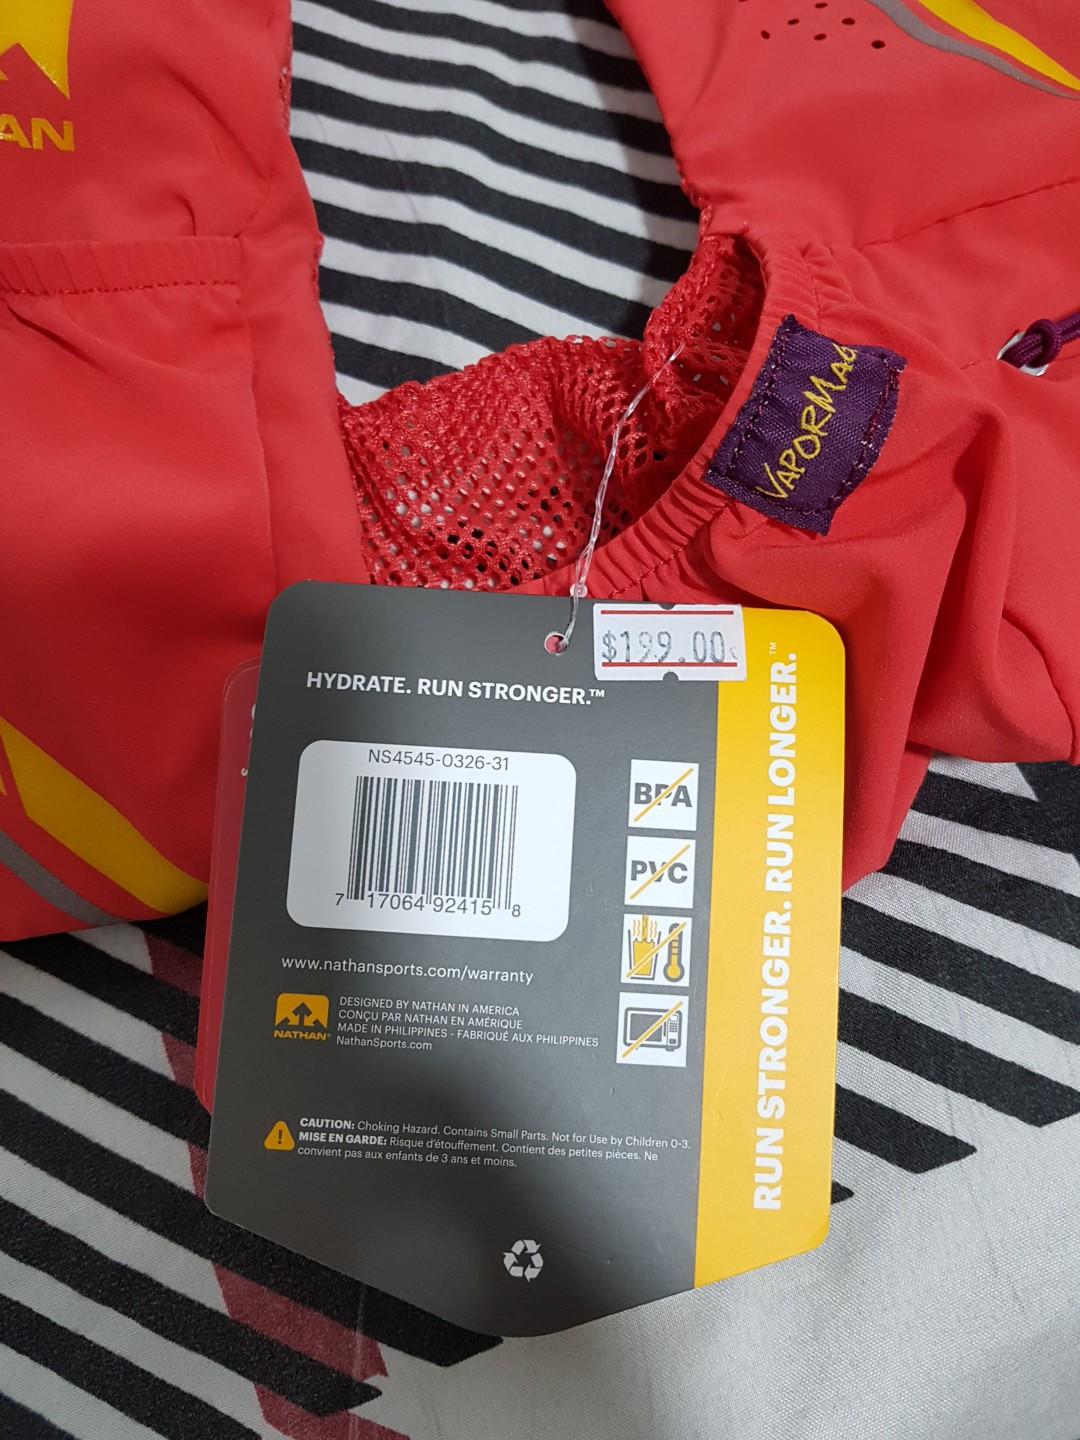 AN
VAPORMAG
$199.00
HYDRATE. RUN STRONGER.™
NS4545-0326-31
7 17064 92415 8
BPA
PVC
www.nathansports.com/warranty
NATHAN®
DESIGNED BY NATHAN IN AMERICA
CONÇU PAR NATHAN EN AMÉRIQUE
MADE IN PHILIPPINES - FABRIQUÉ AUX PHILIPPINES
NathanSports.com
CAUTION: Choking Hazard. Contains Small Parts. Not for Use by Children 0-3.
MISE EN GARDE: Risque d'étouffement. Contient des petites pièces. Ne
convient pas aux enfants de 3 ans et moins.
RUN STRONGER. RUN LONGER.™